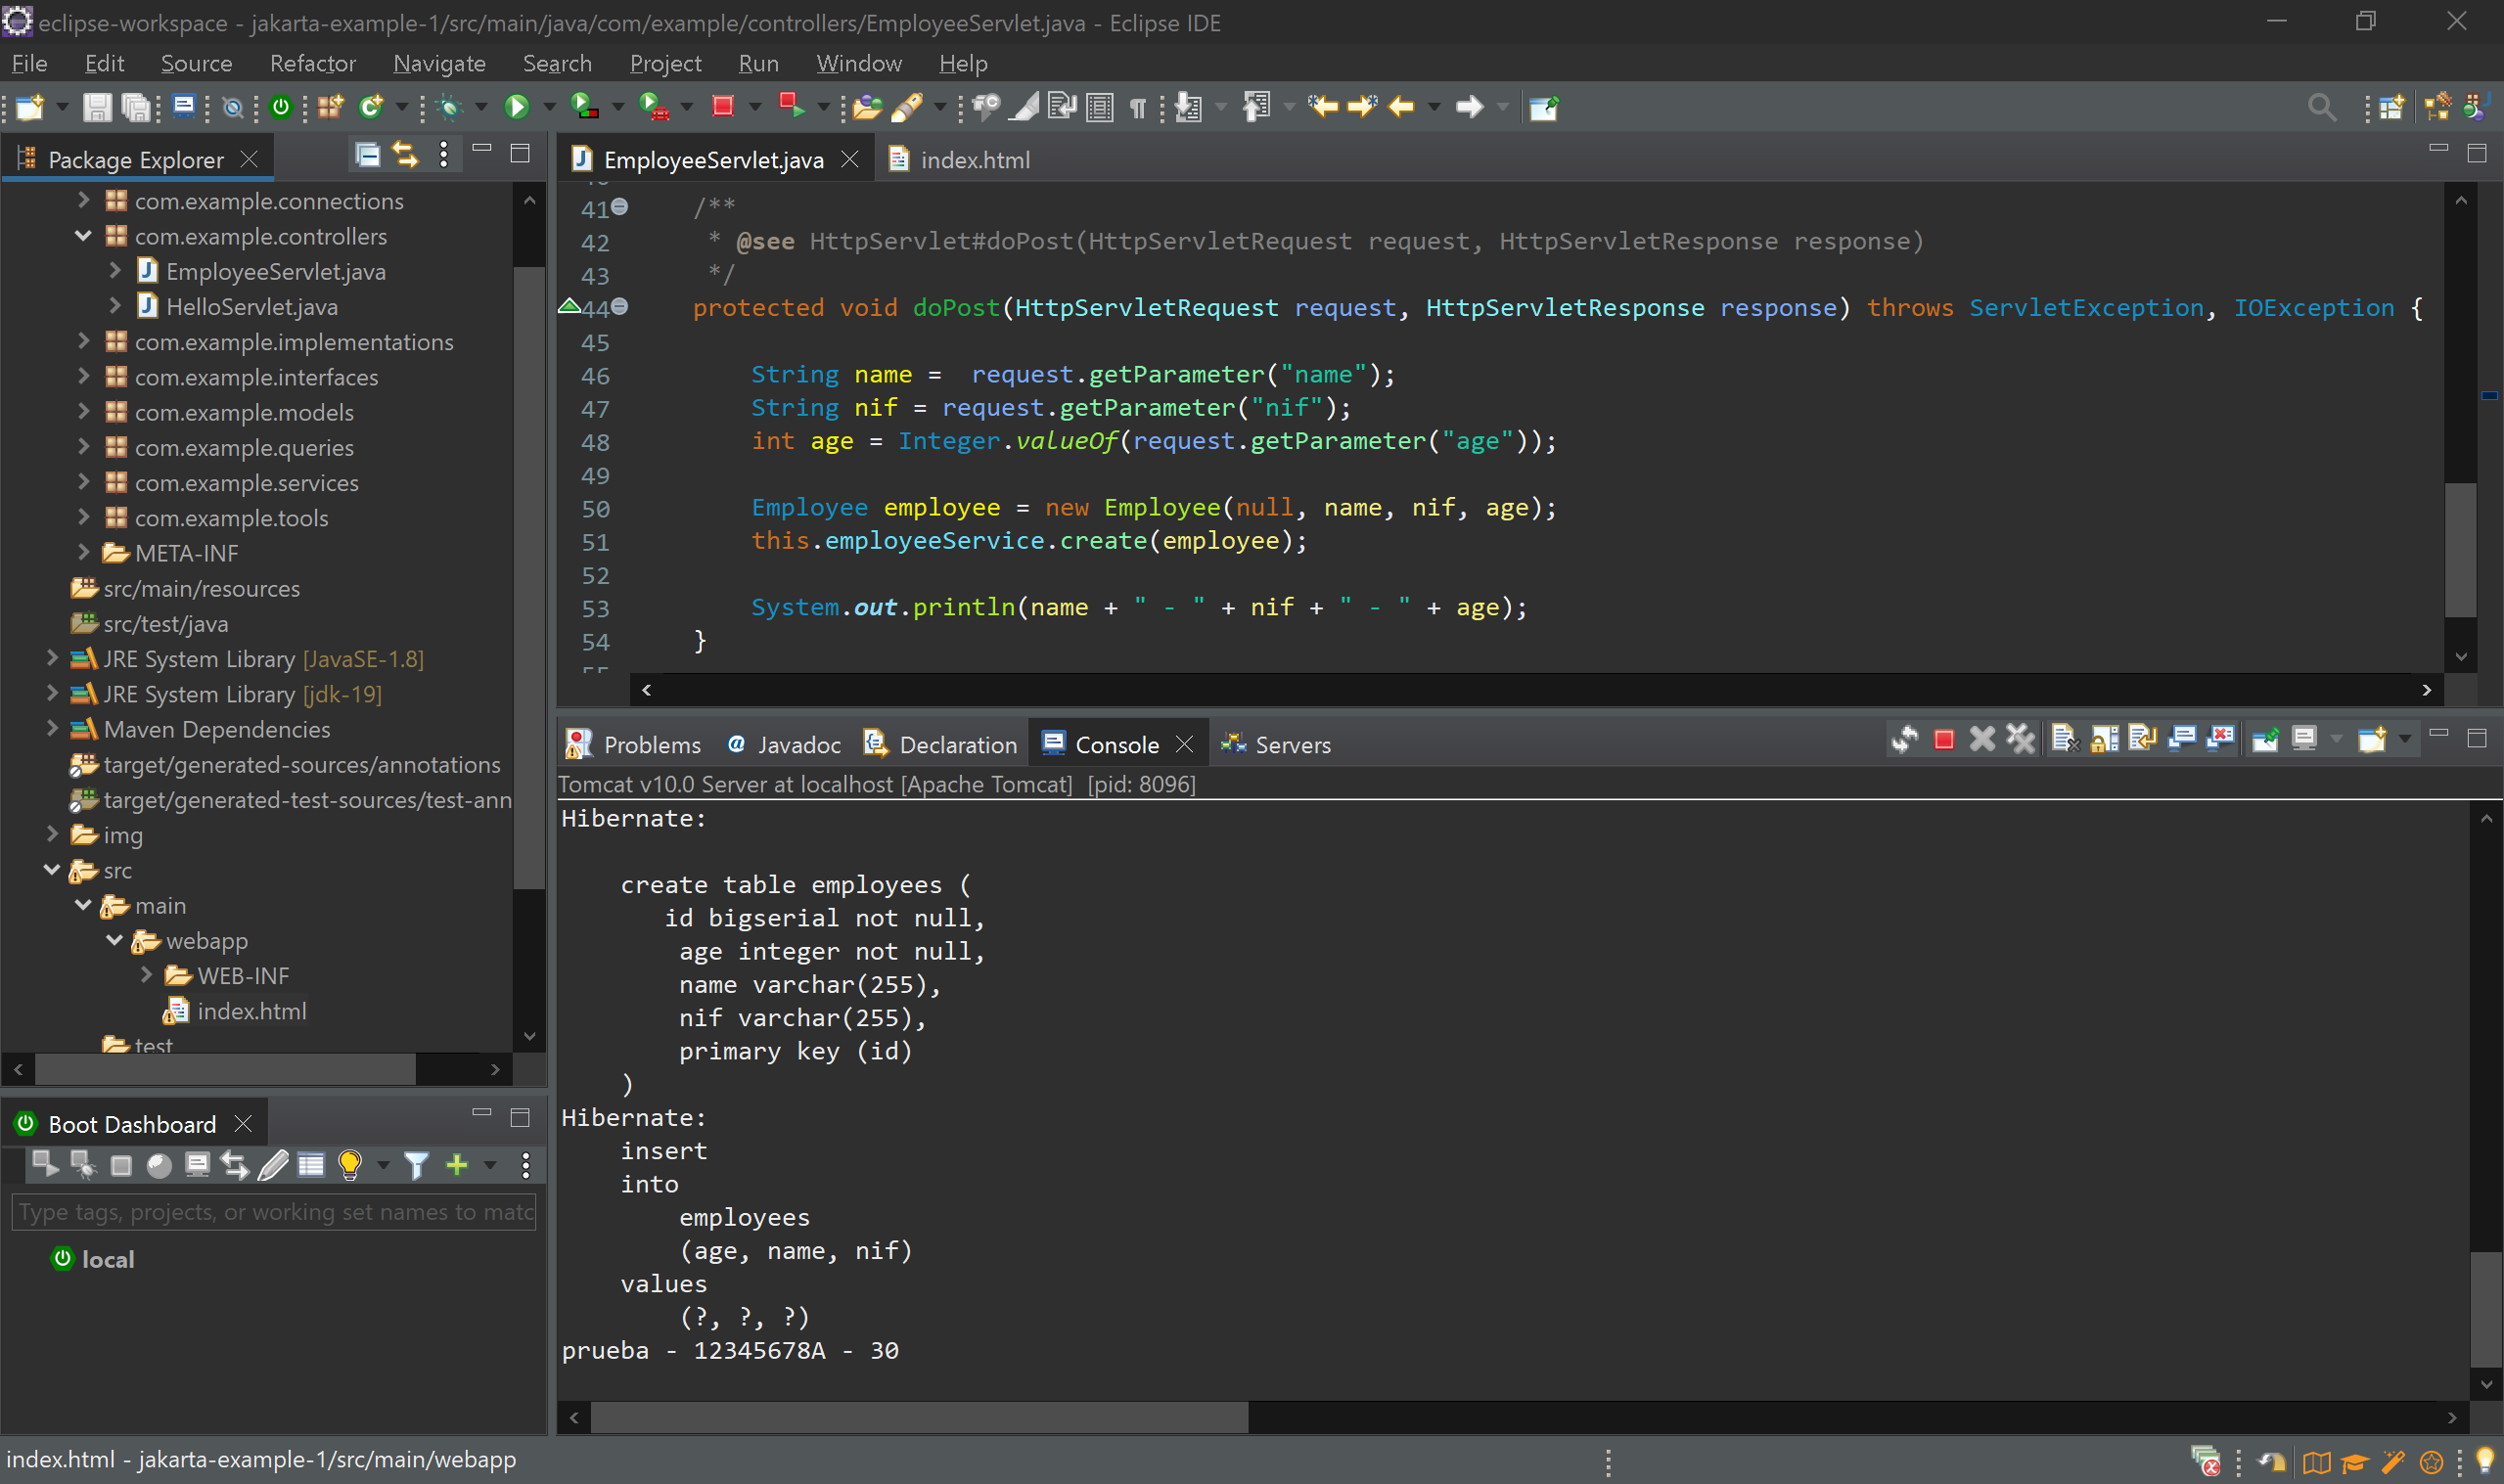 eclipse-workspace - jakarta-example-1/src/main/java/com/example/controllers/EmployeeServlet.java - Eclipse IDE
File Edit Source Refactor Navigate Search Project Run Window Help
Package Explorer
com.example.connections
com.example.controllers
EmployeeServlet.java
HelloServlet.java
com.example.implementations
com.example.interfaces
com.example.models
com.example.queries
com.example.services
com.example.tools
META-INF
src/main/resources
src/test/java
JRE System Library [JavaSE-1.8]
JRE System Library [jdk-19]
Maven Dependencies
target/generated-sources/annotations
target/generated-test-sources/test-ann
img
src
main
webapp
WEB-INF
index.html
test
Boot Dashboard
Type tags, projects, or working set names to matc
local
EmployeeServlet.java index.html
41 /**
42 * @see HttpServlet#doPost(HttpServletRequest request, HttpServletResponse response)
43 */
44 protected void doPost(HttpServletRequest request, HttpServletResponse response) throws ServletException, IOException {
45
46 String name =  request.getParameter("name");
47 String nif = request.getParameter("nif");
48 int age = Integer.valueOf(request.getParameter("age"));
49
50 Employee employee = new Employee(null, name, nif, age);
51 this.employeeService.create(employee);
52
53 System.out.println(name + " - " + nif + " - " + age);
54 }
Problems @ Javadoc Declaration Console Servers
Tomcat v10.0 Server at localhost [Apache Tomcat] [pid: 8096]
Hibernate:
create table employees (
id bigserial not null,
age integer not null,
name varchar(255),
nif varchar(255),
primary key (id)
)
Hibernate:
insert
into
employees
(age, name, nif)
values
(?, ?, ?)
prueba - 12345678A - 30
index.html - jakarta-example-1/src/main/webapp